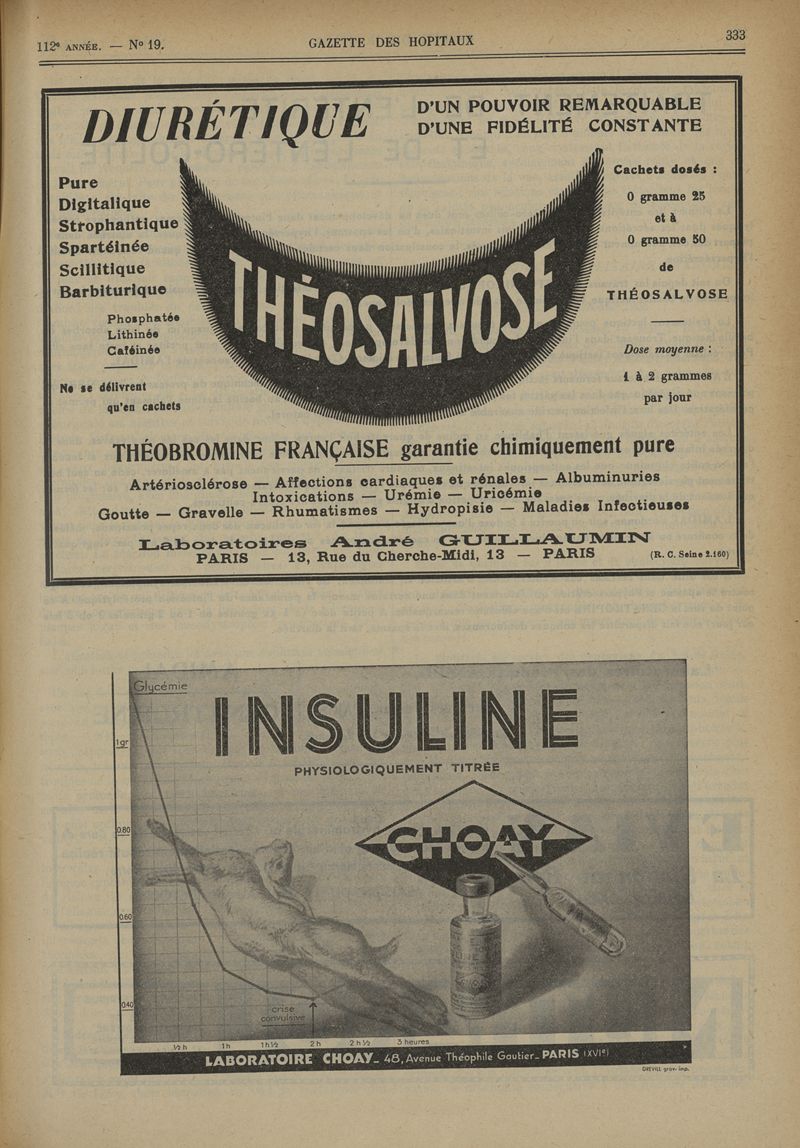 112e ANNÉE. — No 19.
GAZETTE DES HOPITAUX
333
DIURÉTIQUE
D'UN POUVOIR REMARQUABLE
D'UNE FIDÉLITÉ CONSTANTE
Pure
Digitalique
Strophantique
Spartéinée
Scillitique
Barbiturique
Phosphatée
Lithinée
Caféinée
Ne se délivrent
qu'en cachets
THÉOSALVOSE
Cachets dosés :
0 gramme 25
et à
0 gramme 50
de
THÉOSALVOSE
Dose moyenne :
1 à 2 grammes
par jour
THÉOBROMINE FRANÇAISE garantie chimiquement pure
Artériosclérose — Affections cardiaques et rénales — Albuminuries
Intoxications — Urémie — Uricémie
Goutte — Gravelle — Rhumatismes — Hydropisie — Maladies Infectieuses
Laboratoires André GUILLAUMIN
PARIS — 13, Rue du Cherche-Midi, 13 — PARIS
(R. C. Seine 2.160)
Glycémie
INSULINE
PHYSIOLOGIQUEMENT TITRÉE
CHOAY
1gr
0.80
0.60
0.40
crise
convulsive
½ h 1 h 1h½ 2 h 2 h ½ 3 heures
LABORATOIRE CHOAY_ 48, Avenue Théophile Gautier_ PARIS (XVIe)
DREVILL grav. imp.